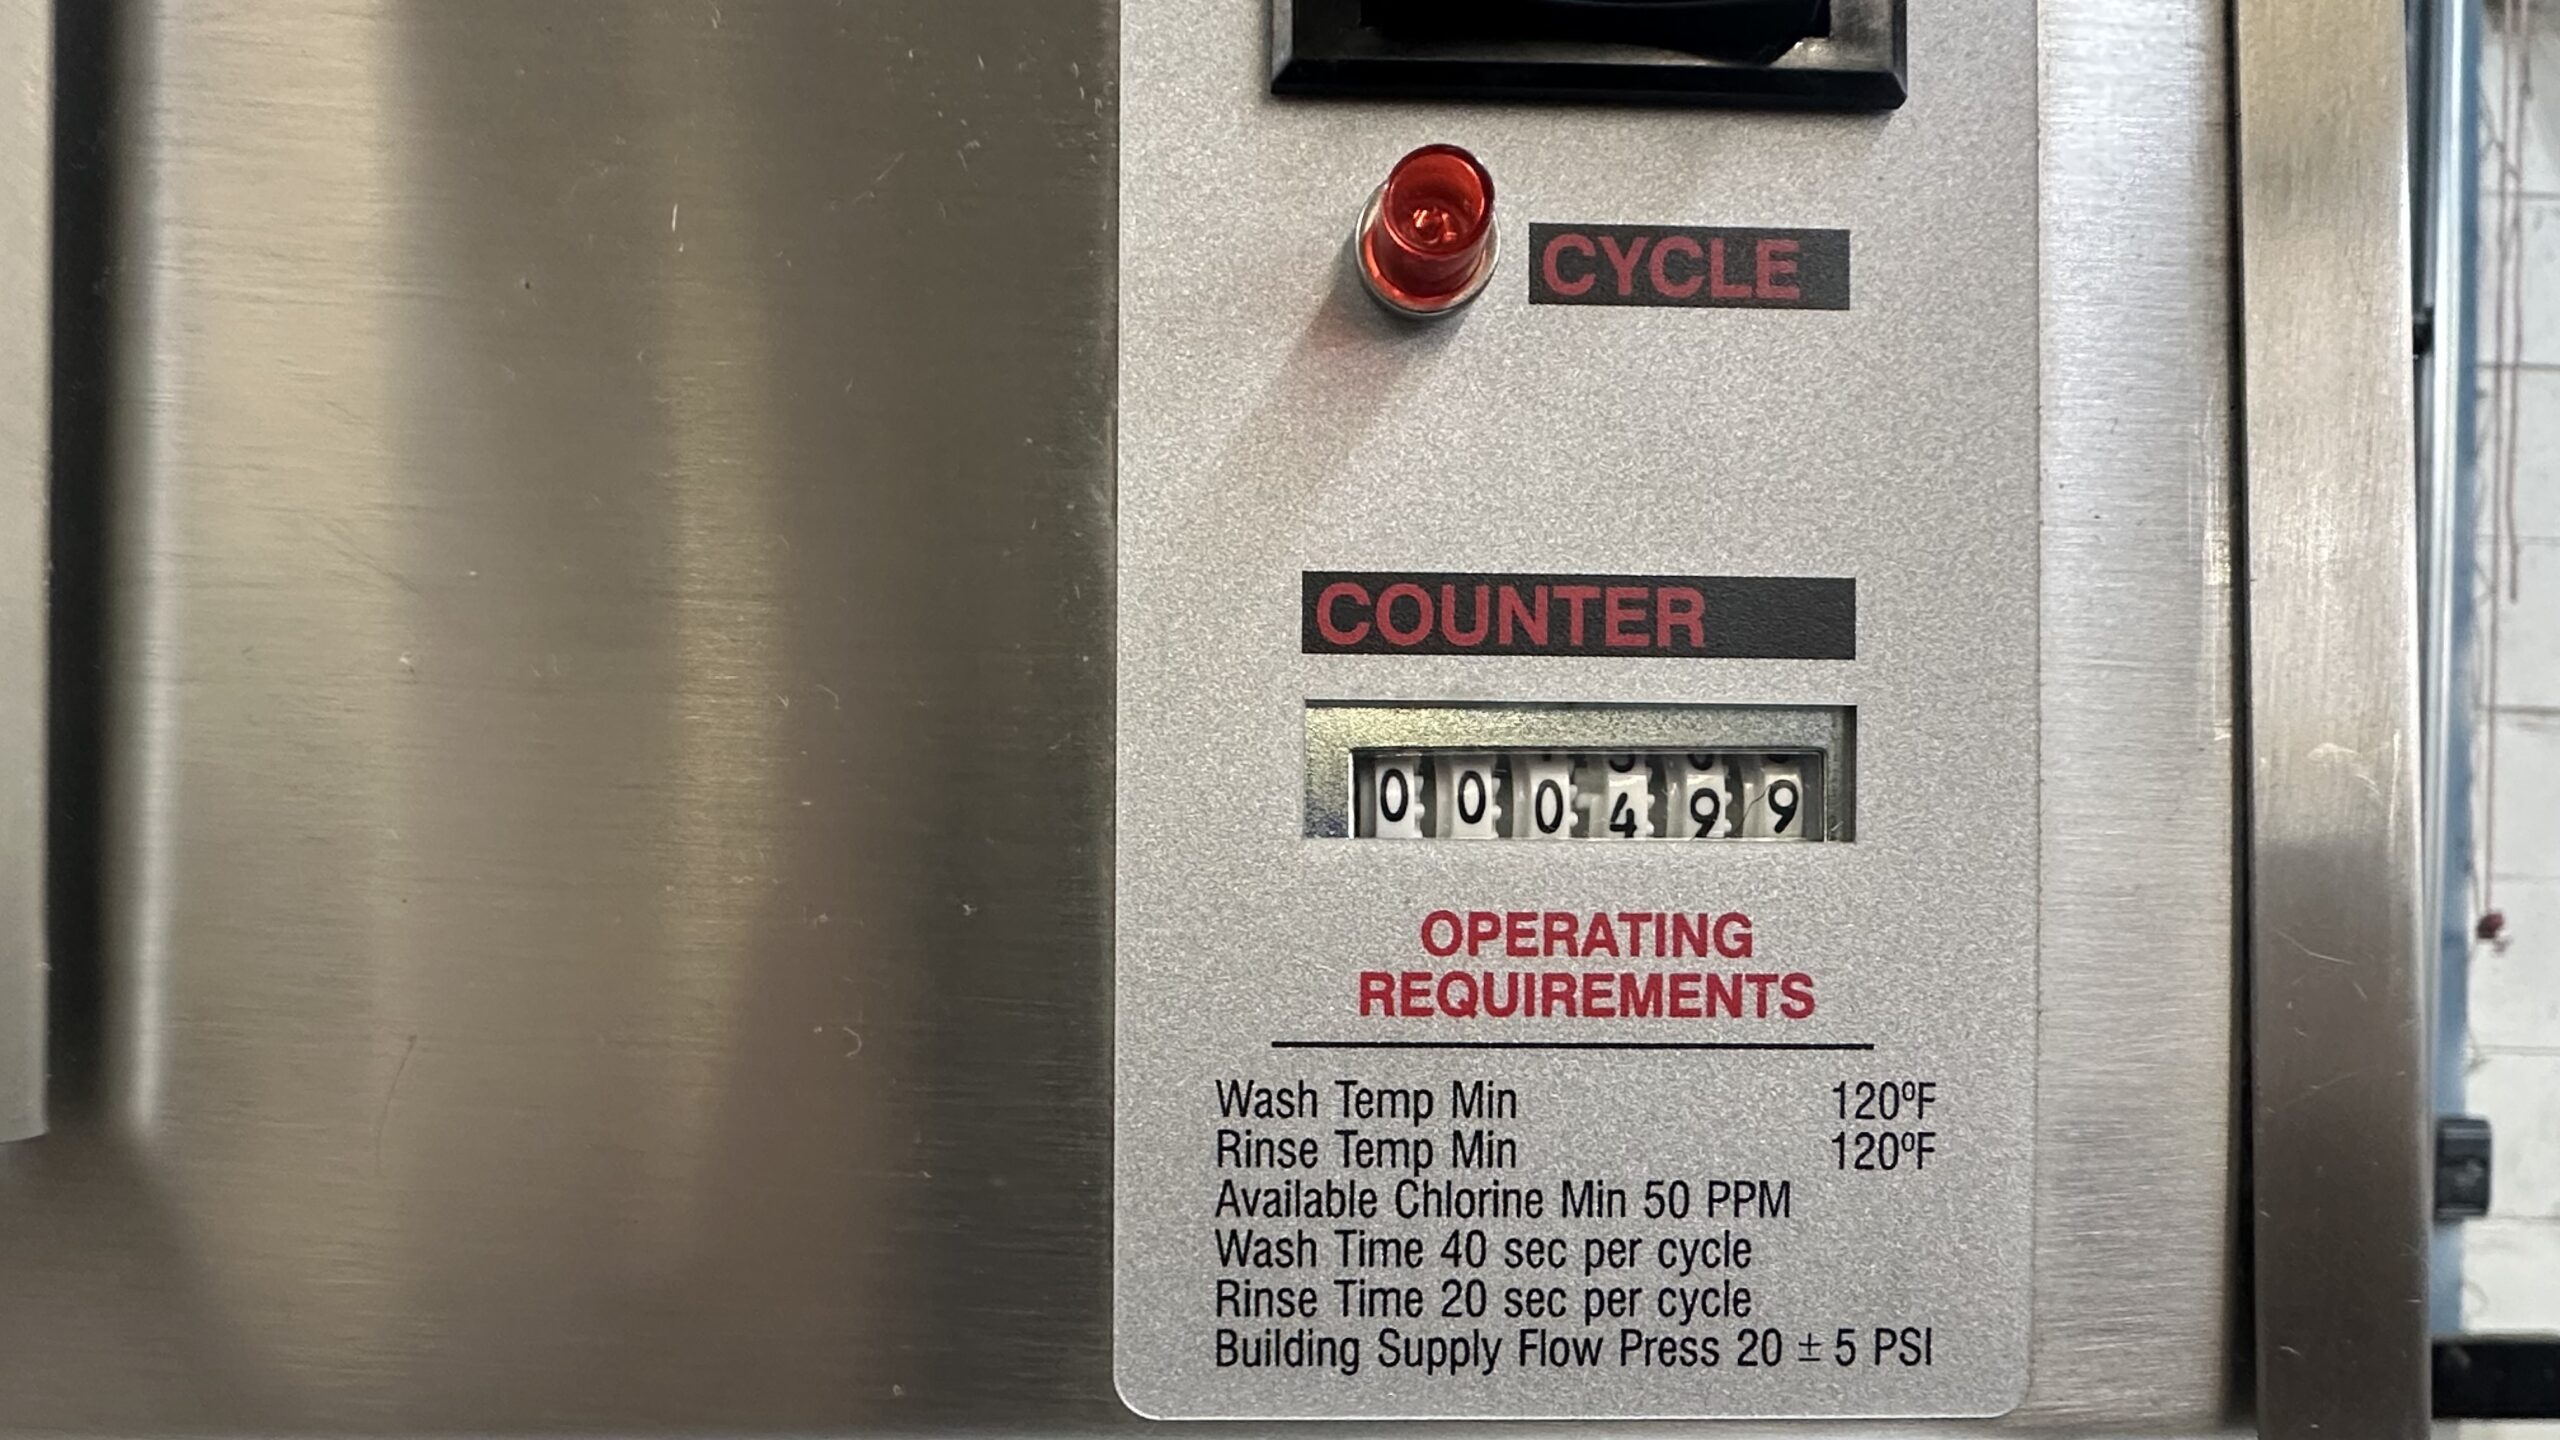 CYCLE
COUNTER
000499
OPERATING
REQUIREMENTS
Wash Temp Min 120ºF
Rinse Temp Min 120ºF
Available Chlorine Min 50 PPM
Wash Time 40 sec per cycle
Rinse Time 20 sec per cycle
Building Supply Flow Press 20 ± 5 PSI